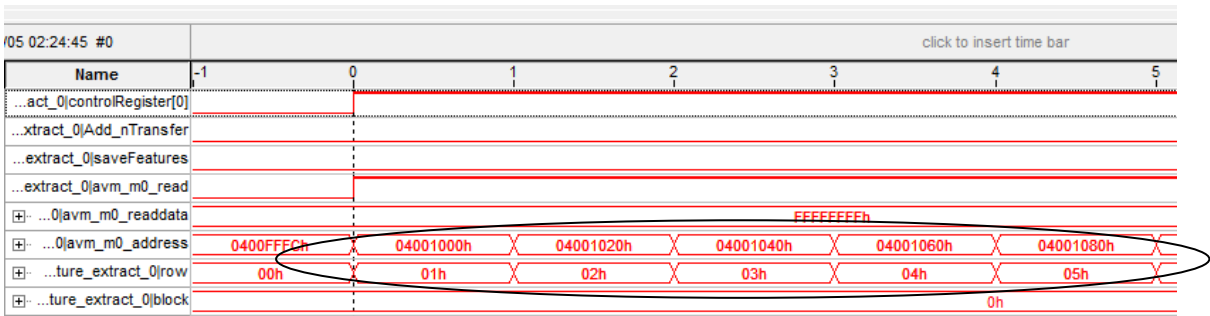 /05 02:24:45 #0 click to insert time bar
Name -1 0 1 2 3 4 5
...act_0|controlRegister[0]
...xtract_0|Add_nTransfer
...extract_0|saveFeatures
...extract_0|avm_m0_read
...0|avm_m0_readdata FFFFFFFFh
...0|avm_m0_address 0400FFFCh 04001000h 04001020h 04001040h 04001060h 04001080h
...ture_extract_0|row 00h 01h 02h 03h 04h 05h
...ture_extract_0|block 0h